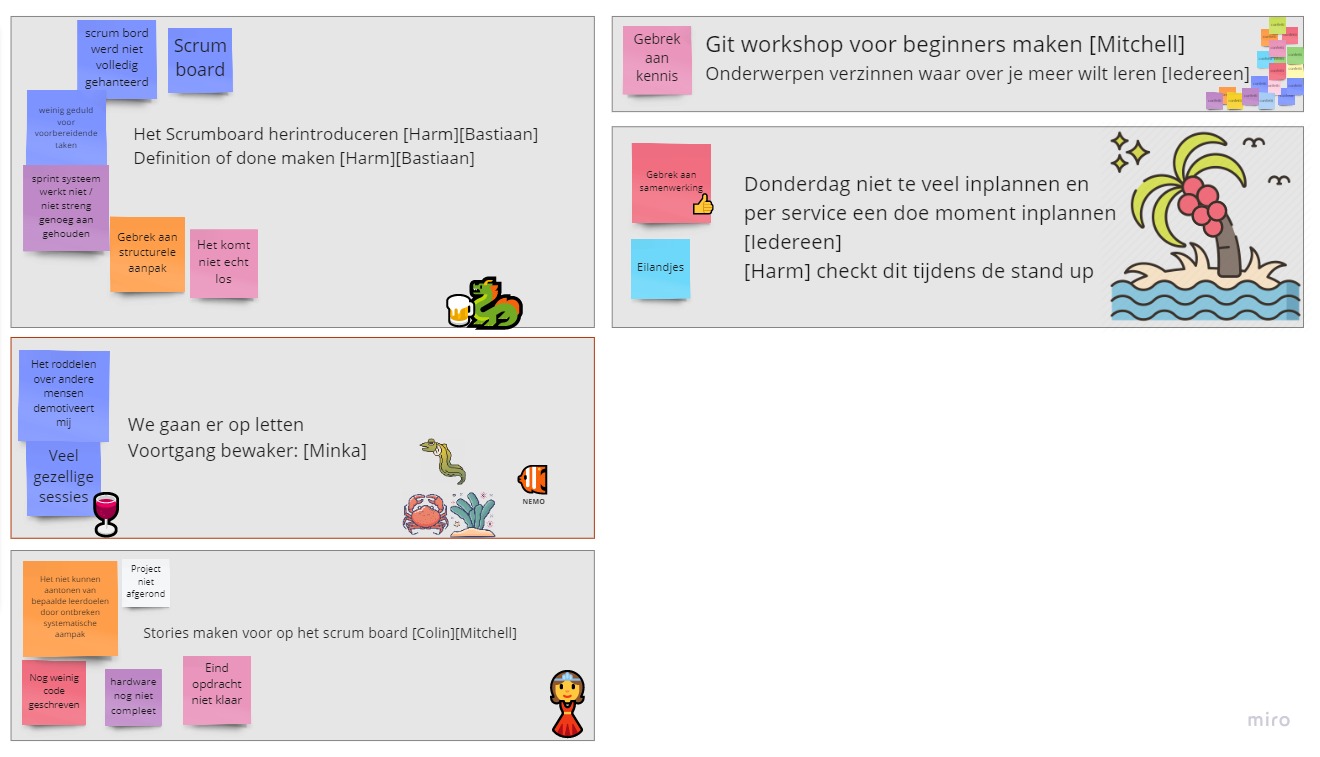 scrum bord
werd niet
volledig
gehanteerd
Scrum
board
weinig geduld
voor
voorbereidende
taken
Het Scrumboard herintroduceren [Harm][Bastiaan]
Definition of done maken [Harm][Bastiaan]
sprint systeem
werkt niet /
niet streng
genoeg aan
gehouden
Gebrek aan
structurele
aanpak
Het komt
niet echt
los
Het roddelen
over andere
mensen
demotiveert
mij
Veel
gezellige
sessies
We gaan er op letten
Voortgang bewaker: [Minka]
NEMO
Het niet kunnen
aantonen van
bepaalde leerdoelen
door ontbreken
systematische
aampak
Project
niet
afgerond
Stories maken voor op het scrum board [Colin][Mitchell]
Nog weinig
code
geschreven
hardware
nog niet
compleet
Eind
opdracht
niet klaar
Gebrek
aan
kennis
Git workshop voor beginners maken [Mitchell]
Onderwerpen verzinnen waar over je meer wilt leren [Iedereen]
Gebrek aan
samenwerking
Eilandjes
Donderdag niet te veel inplannen en
per service een doe moment inplannen
[Iedereen]
[Harm] checkt dit tijdens de stand up
miro